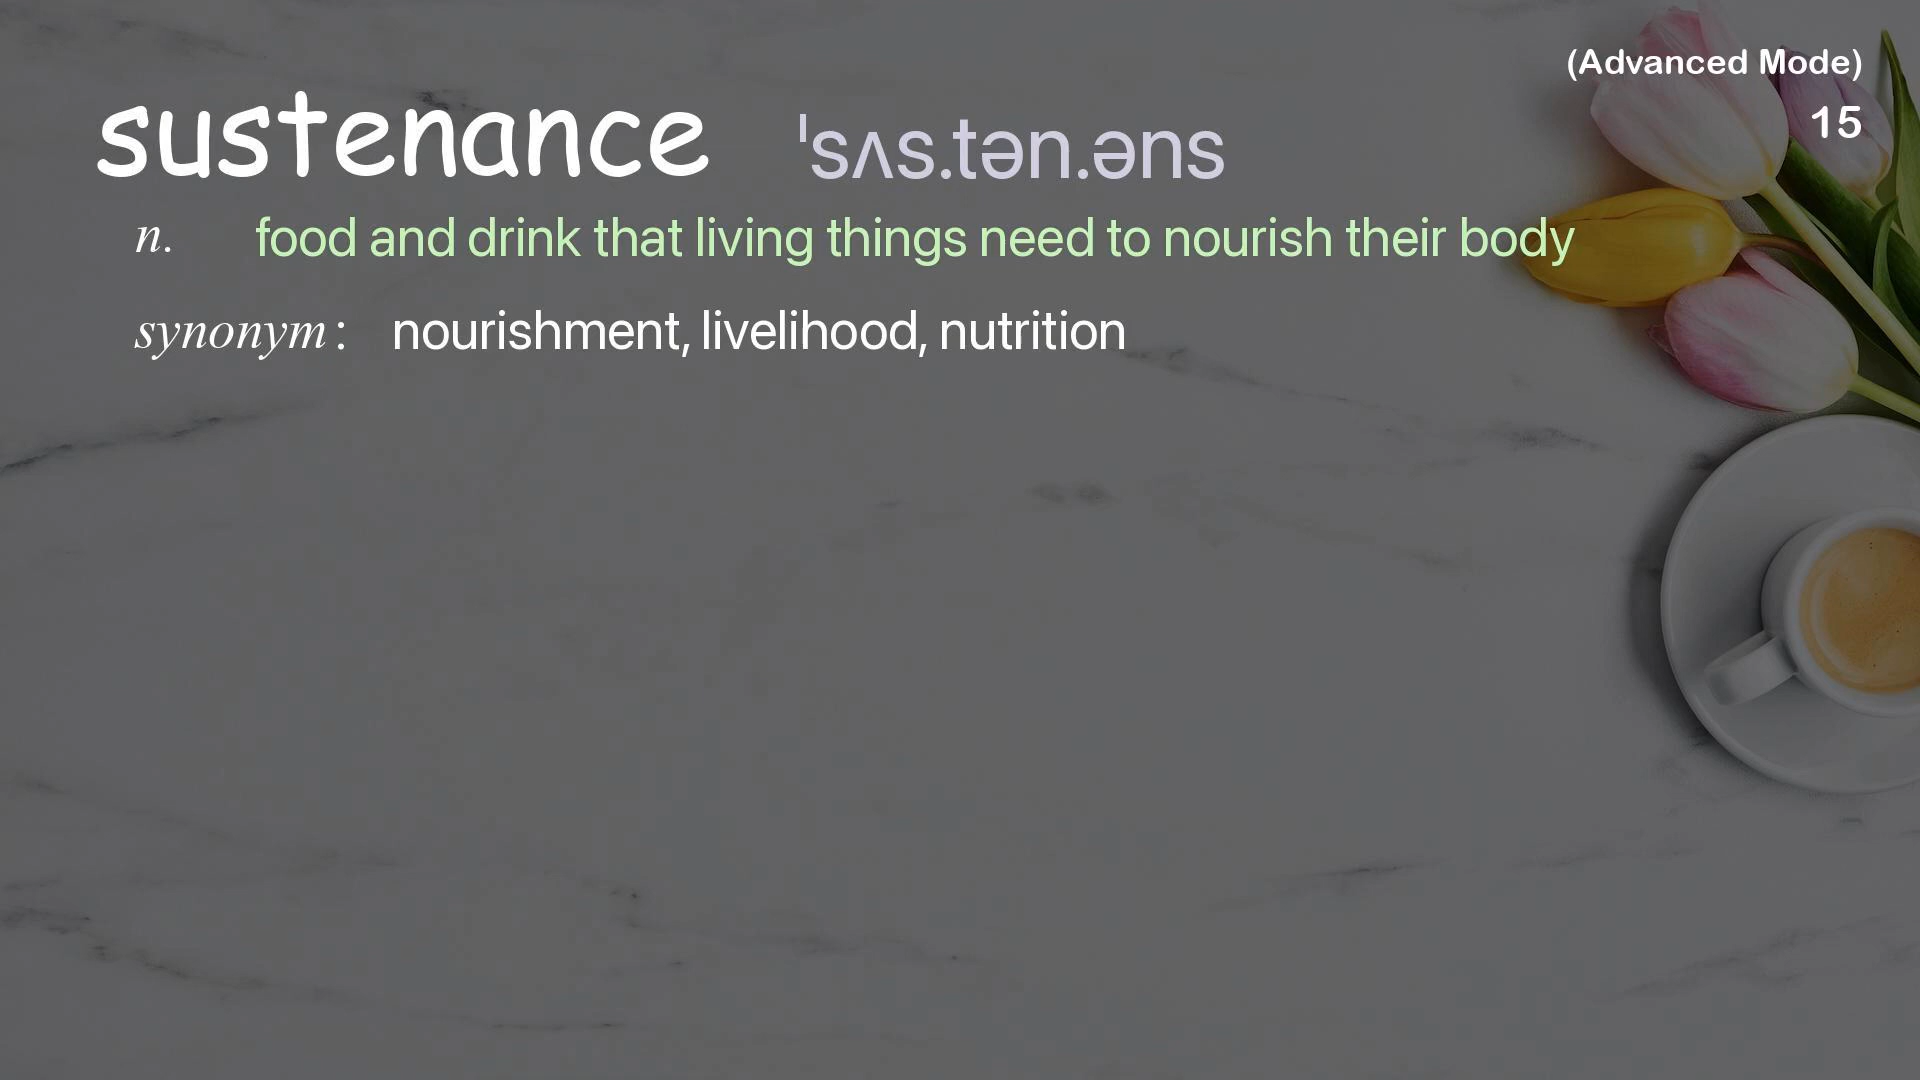 (Advanced Mode)
15
sustenance ˈsʌs.tən.əns
n. food and drink that living things need to nourish their body
synonym: nourishment, livelihood, nutrition